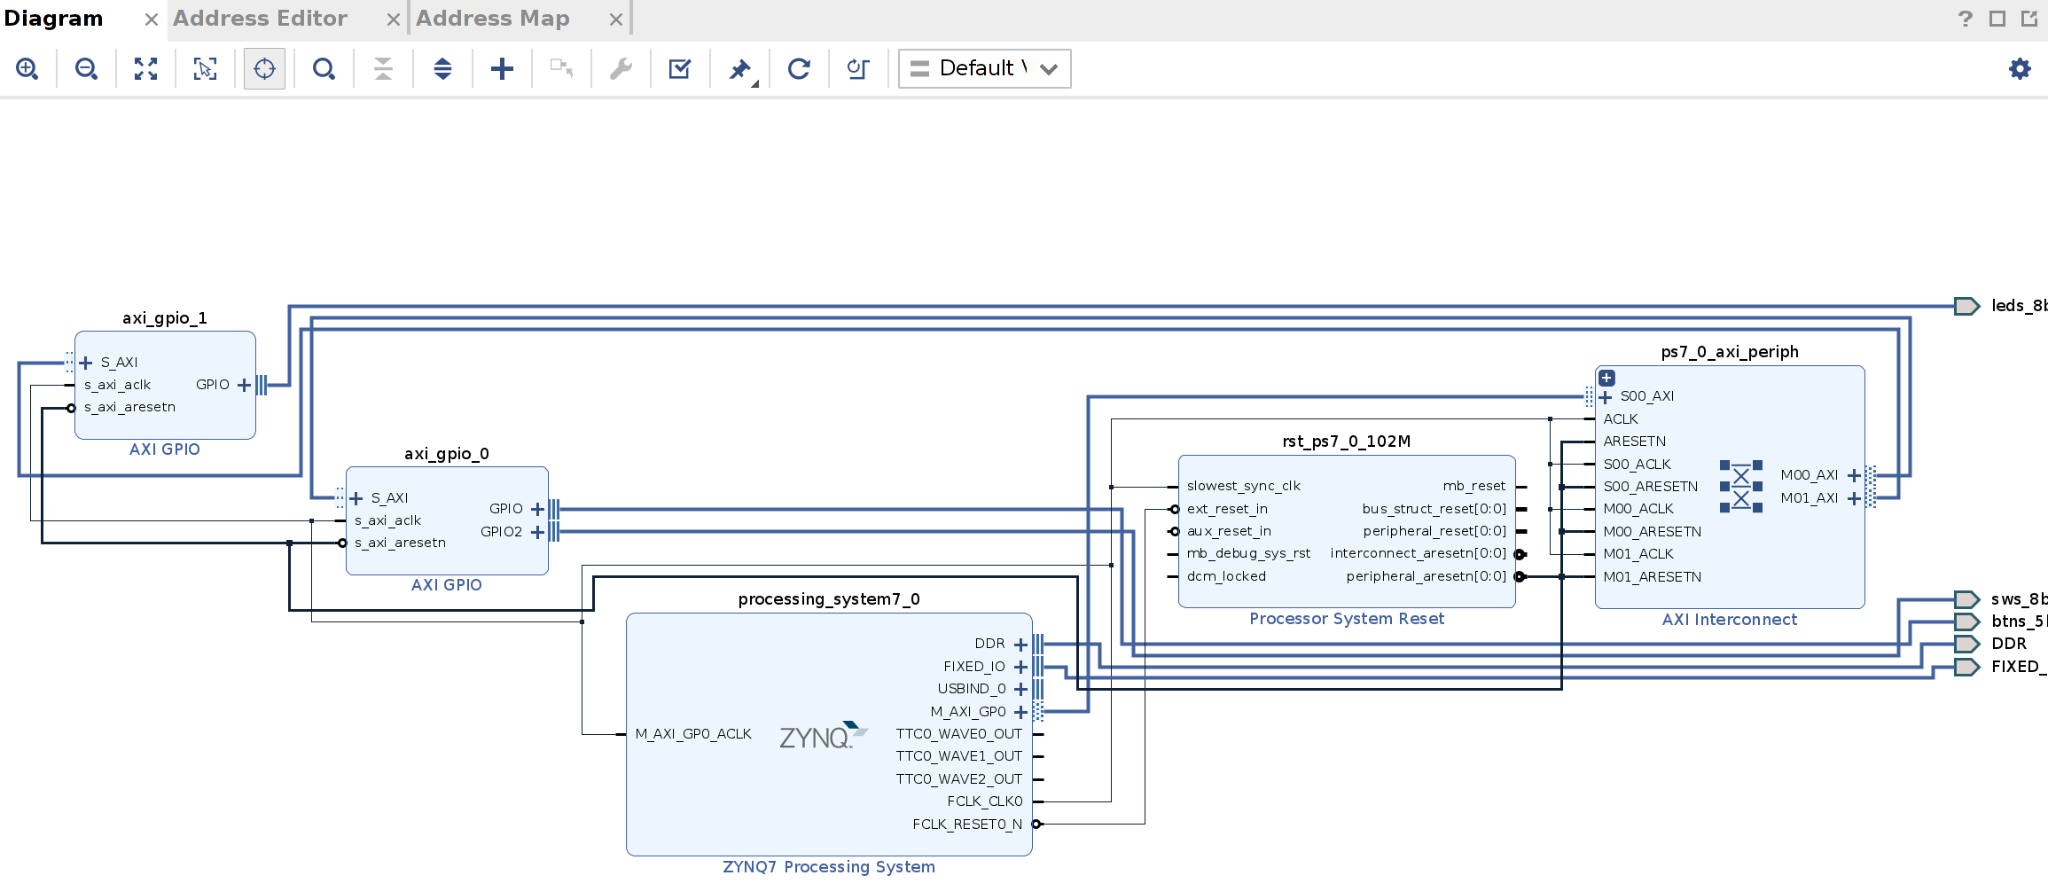 Diagram
Address Editor
Address Map
Default
axi_gpio_1
S_AXI
s_axi_aclk
s_axi_aresetn
GPIO
AXI GPIO
axi_gpio_0
S_AXI
s_axi_aclk
s_axi_aresetn
GPIO
GPIO2
AXI GPIO
processing_system7_0
M_AXI_GP0_ACLK
ZYNQ
DDR
FIXED_IO
USBIND_0
M_AXI_GP0
TTC0_WAVE0_OUT
TTC0_WAVE1_OUT
TTC0_WAVE2_OUT
FCLK_CLK0
FCLK_RESET0_N
ZYNQ7 Processing System
rst_ps7_0_102M
slowest_sync_clk
ext_reset_in
aux_reset_in
mb_debug_sys_rst
dcm_locked
mb_reset
bus_struct_reset[0:0]
peripheral_reset[0:0]
interconnect_aresetn[0:0]
peripheral_aresetn[0:0]
Processor System Reset
ps7_0_axi_periph
S00_AXI
ACLK
ARESETN
S00_ACLK
S00_ARESETN
M00_ACLK
M00_ARESETN
M01_ACLK
M01_ARESETN
M00_AXI
M01_AXI
AXI Interconnect
leds_8b
sws_8b
btns_5
DDR
FIXED_